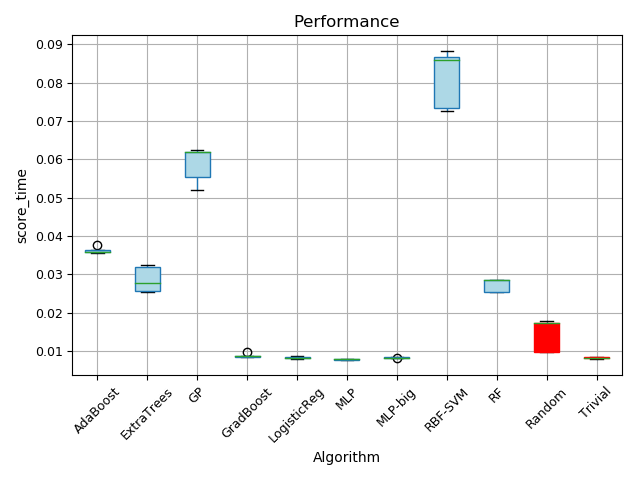 Performance
0.09
0.08
0.07
0.06
0.05
0.04
0.03
0.02
0.01
score_time
AdaBoost
ExtraTrees
GP
GradBoost
LogisticReg
MLP
MLP-big
RBF-SVM
RF
Random
Trivial
Algorithm